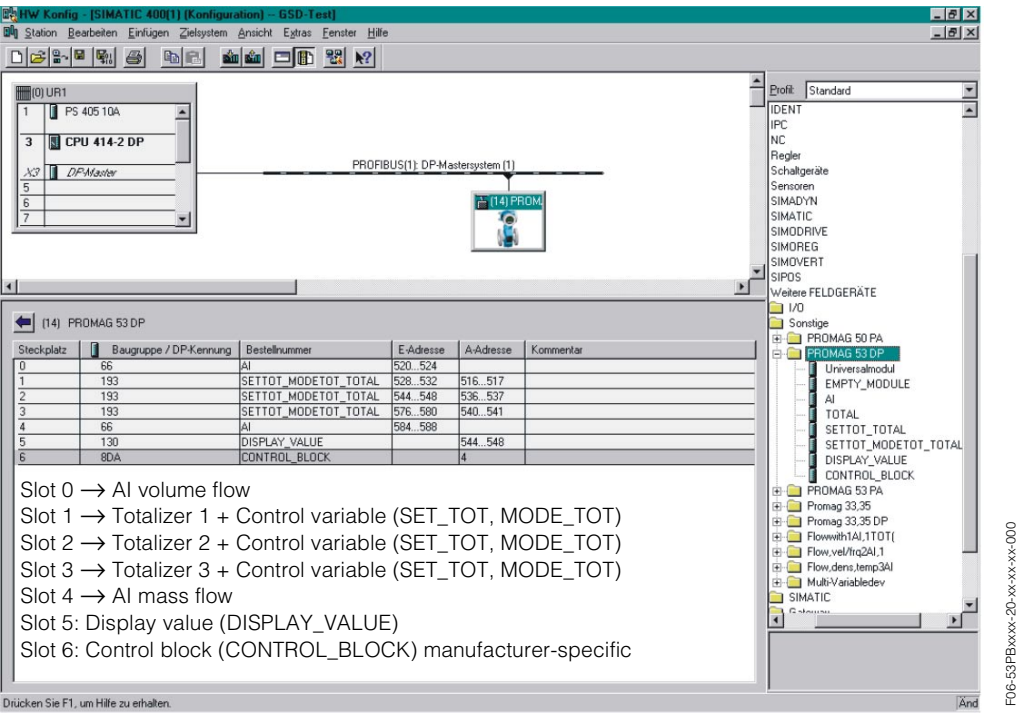 HW Konfig - [SIMATIC 400(1) (Konfiguration) -- GSD-Test]
Station Bearbeiten Einfügen Zielsystem Ansicht Extras Fenster Hilfe
(0) UR1
1 PS 405 10A
3 CPU 414-2 DP
X3 DP-Master
5
6
7
PROFIBUS(1): DP-Mastersystem (1)
(14) PROM.
(14) PROMAG 53 DP
Steckplatz Baugruppe / DP-Kennung Bestellnummer E-Adresse A-Adresse Kommentar
0 66 AI 520...524
1 193 SETTOT_MODETOT_TOTAL 528...532 516...517
2 193 SETTOT_MODETOT_TOTAL 544...548 536...537
3 193 SETTOT_MODETOT_TOTAL 576...580 540...541
4 66 AI 584...588
5 130 DISPLAY_VALUE 544...548
6 8DA CONTROL_BLOCK 4
Slot 0 → AI volume flow
Slot 1 → Totalizer 1 + Control variable (SET_TOT, MODE_TOT)
Slot 2 → Totalizer 2 + Control variable (SET_TOT, MODE_TOT)
Slot 3 → Totalizer 3 + Control variable (SET_TOT, MODE_TOT)
Slot 4 → AI mass flow
Slot 5: Display value (DISPLAY_VALUE)
Slot 6: Control block (CONTROL_BLOCK) manufacturer-specific
Profil: Standard
IDENT
IPC
NC
Regler
Schaltgeräte
Sensoren
SIMADYN
SIMATIC
SIMODRIVE
SIMOREG
SIMOVERT
SIPOS
Weitere FELDGERÄTE
I/O
Sonstige
PROMAG 50 PA
PROMAG 53 DP
Universalmodul
EMPTY_MODULE
AI
TOTAL
SETTOT_TOTAL
SETTOT_MODETOT_TOTAL
DISPLAY_VALUE
CONTROL_BLOCK
PROMAG 53 PA
Promag 33,35
Promag 33,35 DP
Flowwith1AI,1TOT(
Flow,vel/frq2AI,1
Flow,dens,temp3AI
Multi-Variabledev
SIMATIC
Gateway
Drücken Sie F1, um Hilfe zu erhalten.
Änd
F06-53PBxxxx-20-xx-xx-xx-000